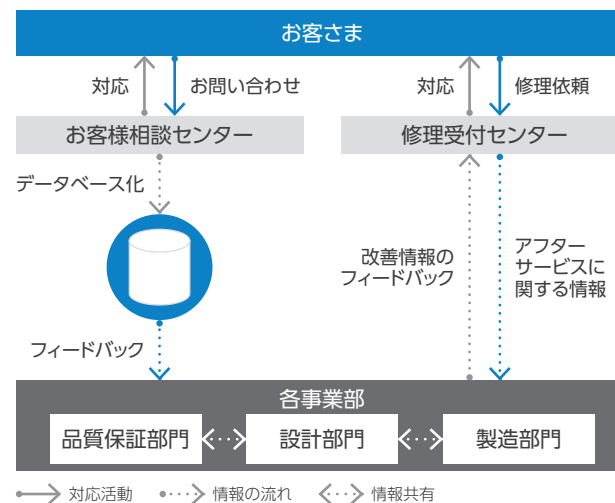 お客さま
対応
お問い合わせ
対応
修理依頼
お客様相談センター
修理受付センター
データベース化
改善情報の
フィードバック
アフター
サービスに
関する情報
フィードバック
各事業部
品質保証部門
設計部門
製造部門
対応活動
情報の流れ
情報共有